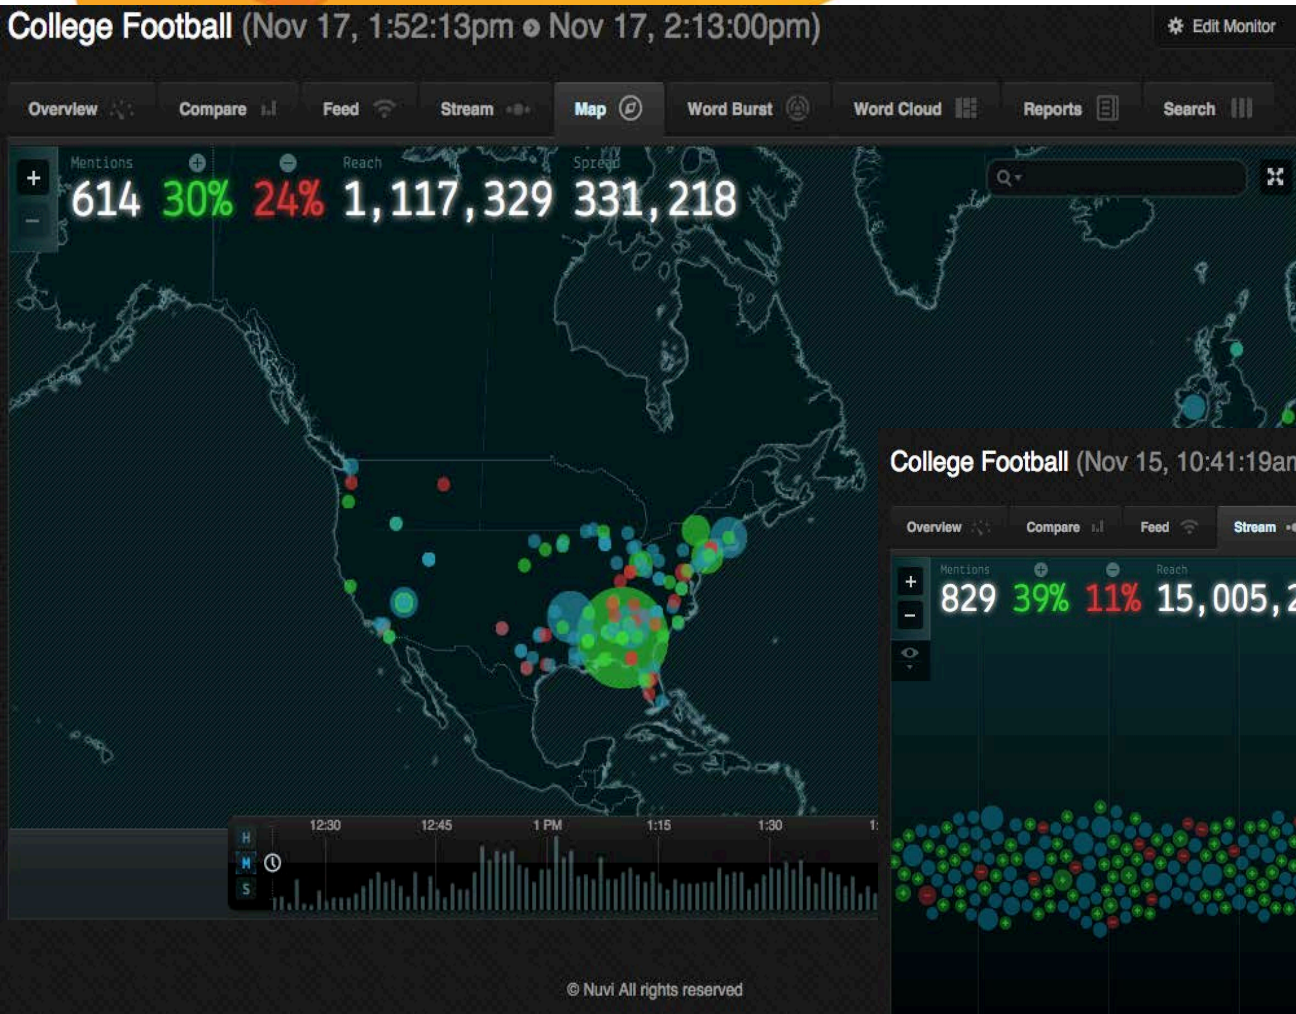 College Football (Nov 17, 1:52:13pm Nov 17, 2:13:00pm)
Edit Monitor
Overview Compare Feed Stream Map Word Burst Word Cloud Reports Search
Mentions Reach Spread
614 30% 24% 1,117,329 331,218
12:30 12:45 1 PM 1:15 1:30 1:
H
M
S
© Nuvi All rights reserved
College Football (Nov 15, 10:41:19am
Overview Compare Feed Stream
Mentions Reach
829 39% 11% 15,005,2